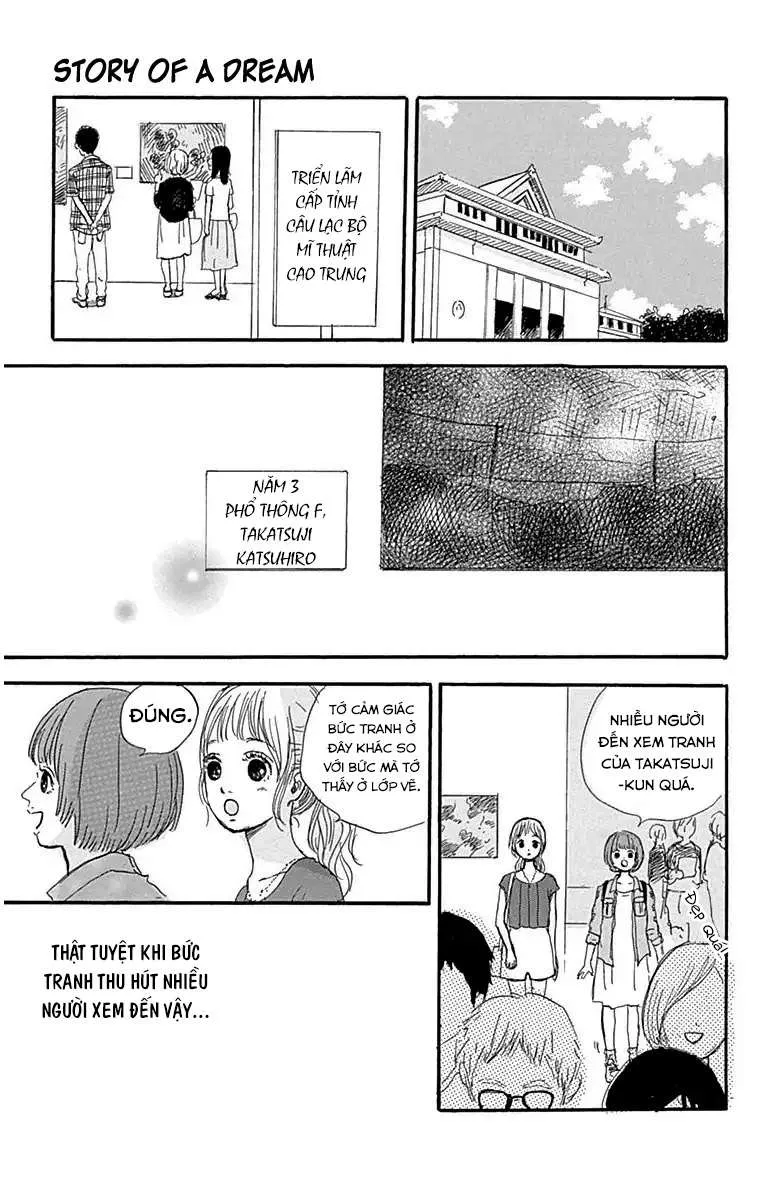 STORY OF A DREAM
TRIỂN LÃM
CẤP TỈNH
CÂU LẠC BỘ
MĨ THUẬT
CAO TRUNG
NĂM 3
PHỔ THÔNG F,
TAKATSUJI
KATSUHIRO
NHIỀU NGƯỜI
ĐẾN XEM TRANH
CỦA TAKATSUJI
-KUN QUÁ.
ĐẸP QUÁ!
TỚ CẢM GIÁC
BỨC TRANH Ở
ĐÂY KHÁC SO
VỚI BỨC MÀ TỚ
THẤY Ở LỚP VẼ.
ĐÚNG.
THẬT TUYỆT KHI BỨC
TRANH THU HÚT NHIỀU
NGƯỜI XEM ĐẾN VẬY...